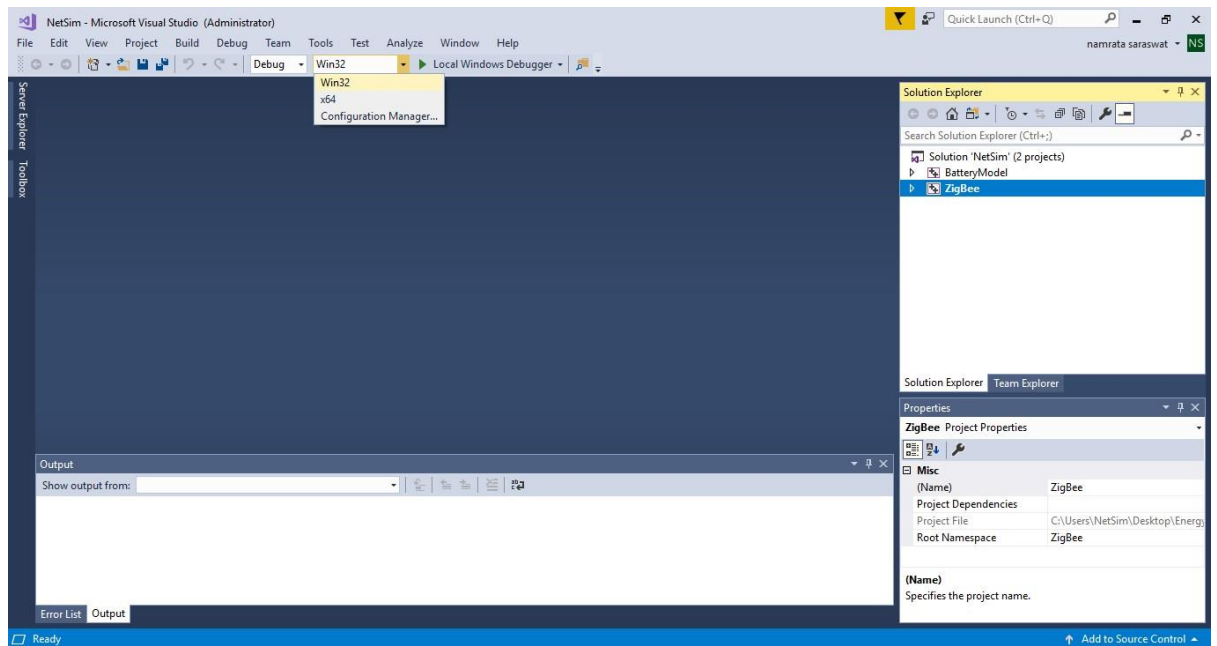 NetSim - Microsoft Visual Studio (Administrator)
Quick Launch (Ctrl+Q)
File Edit View Project Build Debug Team Tools Test Analyze Window Help
namrata saraswat NS
Debug Win32 Local Windows Debugger
Win32
x64
Configuration Manager...
Server Explorer
Toolbox
Solution Explorer
Search Solution Explorer (Ctrl+;)
Solution 'NetSim' (2 projects)
BatteryModel
ZigBee
Solution Explorer Team Explorer
Properties
ZigBee Project Properties
Misc
(Name) ZigBee
Project Dependencies
Project File C:\Users\NetSim\Desktop\Energy
Root Namespace ZigBee
(Name)
Specifies the project name.
Output
Show output from:
Error List Output
Ready
Add to Source Control